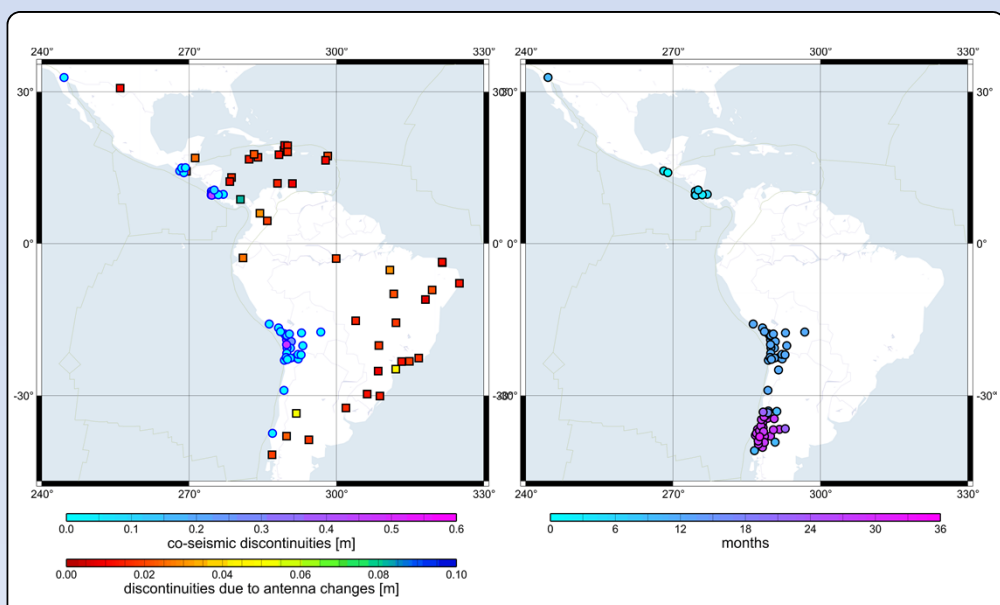 240° 270° 300° 330° 240° 270° 300° 330°
30° 30° 30°
0° 0° 0° 0°
-30° -30° -30°
240° 270° 300° 330° 240° 270° 300° 330°
0.0 0.1 0.2 0.3 0.4 0.5 0.6 0 6 12 18 24 30 36
co-seismic discontinuities [m] months
0.00 0.02 0.04 0.06 0.08 0.10
discontinuities due to antenna changes [m]